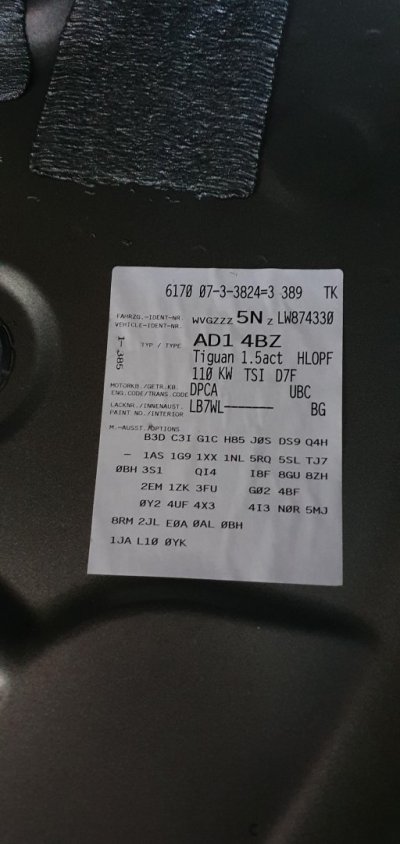 6170 07-3-3824=3 389 TK
FAHRZG.-IDENT-NR.
VEHICLE-IDENT-NR. WVGZZZ 5N Z LW874330
TYP / TYPE AD1 4BZ
Tiguan 1.5act HLOPF
110 KW TSI D7F
MOTORKB./GETR.KB.
ENG.CODE/TRANS.CODE DPCA UBC
LACKNR./INNENAUST.
PAINT NO./INTERIOR LB7WL------- BG
M.-AUSST./OPTIONS
B3D C3I G1C H85 J0S DS9 Q4H
- 1AS 1G9 1XX 1NL 5RQ 5SL TJ7
0BH 3S1 QI4 I8F 8GU 8ZH
2EM 1ZK 3FU G02 4BF
0Y2 4UF 4X3 4I3 N0R 5MJ
8RM 2JL E0A 0AL 0BH
1JA L10 0YK
1-385